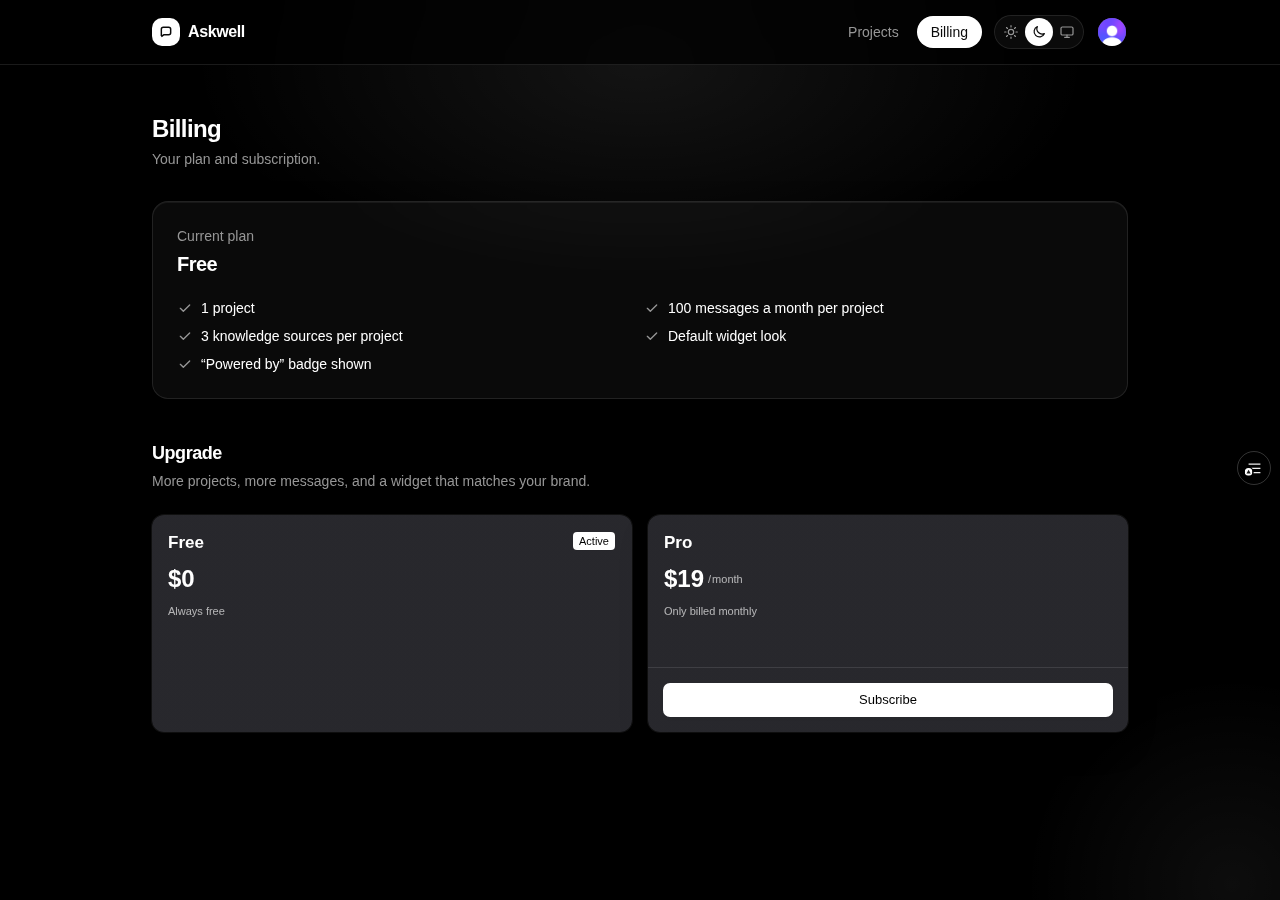 Askwell
Projects
Billing
Billing
Your plan and subscription.
Current plan
Free
1 project
100 messages a month per project
3 knowledge sources per project
Default widget look
“Powered by” badge shown
Upgrade
More projects, more messages, and a widget that matches your brand.
Free
Active
$0
Always free
Pro
$19 /month
Only billed monthly
Subscribe